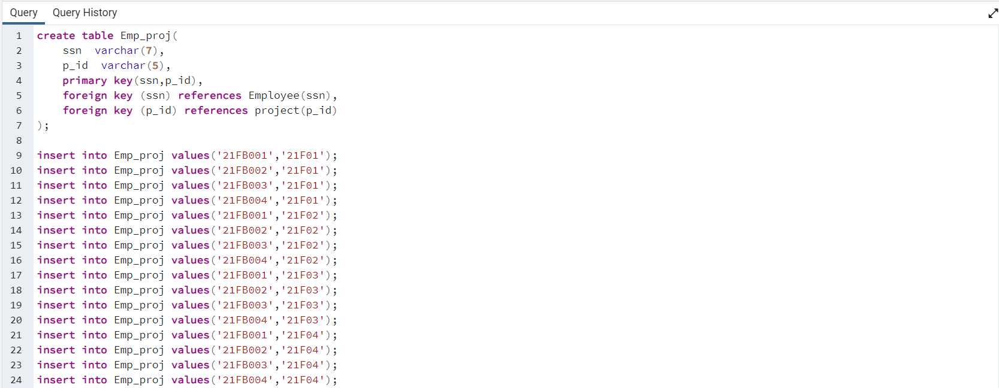 Query Query History
1 create table Emp_proj(
2 ssn varchar(7),
3 p_id varchar(5),
4 primary key(ssn,p_id),
5 foreign key (ssn) references Employee(ssn),
6 foreign key (p_id) references project(p_id)
7 );
8
9 insert into Emp_proj values('21FB001','21F01');
10 insert into Emp_proj values('21FB002','21F01');
11 insert into Emp_proj values('21FB003','21F01');
12 insert into Emp_proj values('21FB004','21F01');
13 insert into Emp_proj values('21FB001','21F02');
14 insert into Emp_proj values('21FB002','21F02');
15 insert into Emp_proj values('21FB003','21F02');
16 insert into Emp_proj values('21FB004','21F02');
17 insert into Emp_proj values('21FB001','21F03');
18 insert into Emp_proj values('21FB002','21F03');
19 insert into Emp_proj values('21FB003','21F03');
20 insert into Emp_proj values('21FB004','21F03');
21 insert into Emp_proj values('21FB001','21F04');
22 insert into Emp_proj values('21FB002','21F04');
23 insert into Emp_proj values('21FB003','21F04');
24 insert into Emp_proj values('21FB004','21F04');